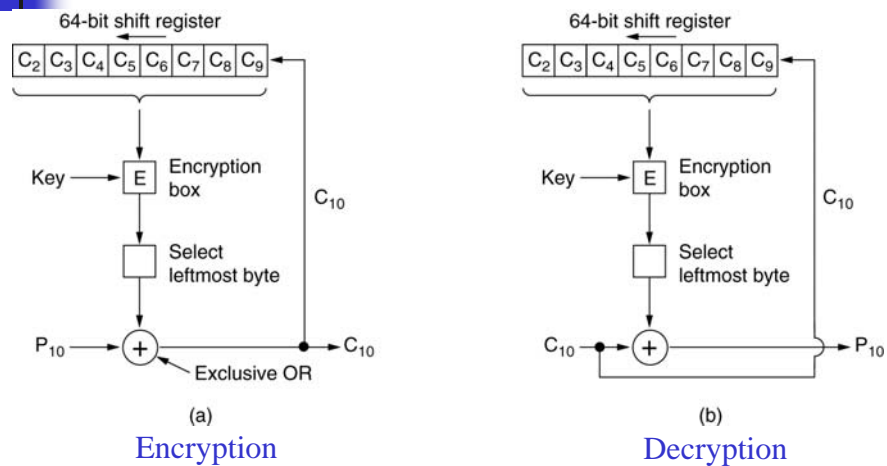 64-bit shift register
C2 C3 C4 C5 C6 C7 C8 C9
Key
E
Encryption
box
C10
Select
leftmost byte
P10
+
C10
Exclusive OR
(a)
Encryption
64-bit shift register
C2 C3 C4 C5 C6 C7 C8 C9
Key
E
Encryption
box
C10
Select
leftmost byte
C10
+
P10
(b)
Decryption